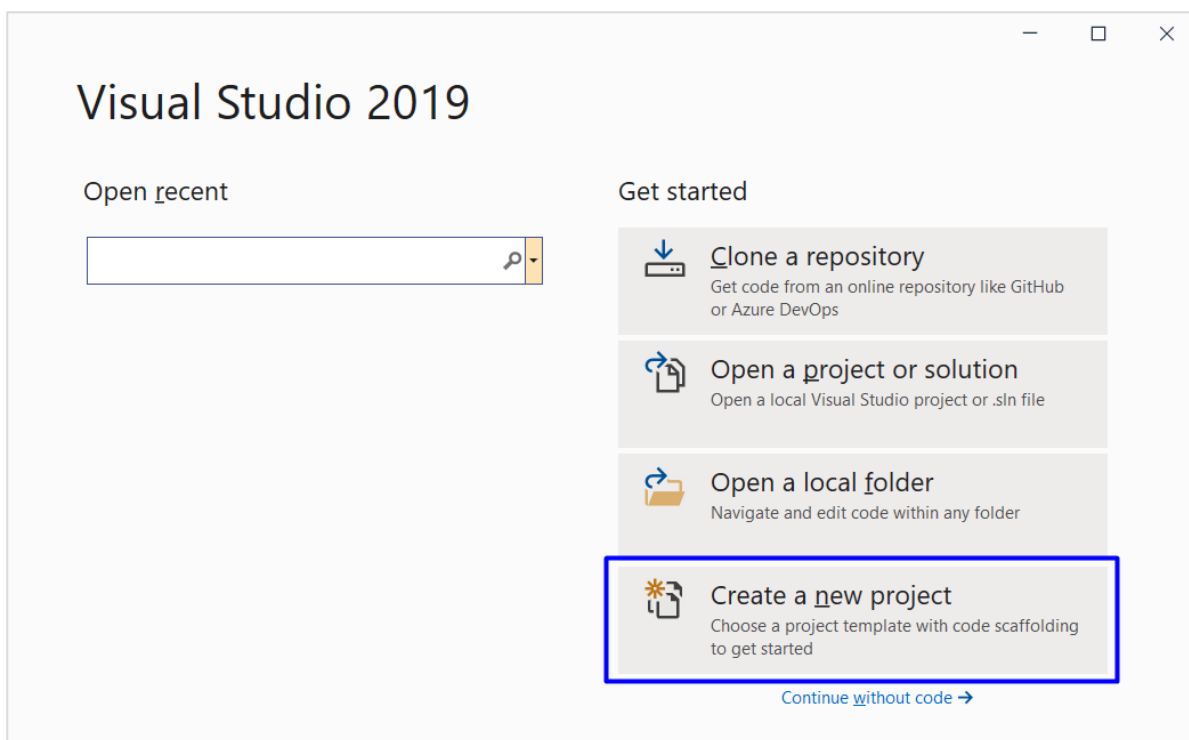 Visual Studio 2019
Open recent
Get started
Clone a repository
Get code from an online repository like GitHub
or Azure DevOps
Open a project or solution
Open a local Visual Studio project or .sln file
Open a local folder
Navigate and edit code within any folder
Create a new project
Choose a project template with code scaffolding
to get started
Continue without code →